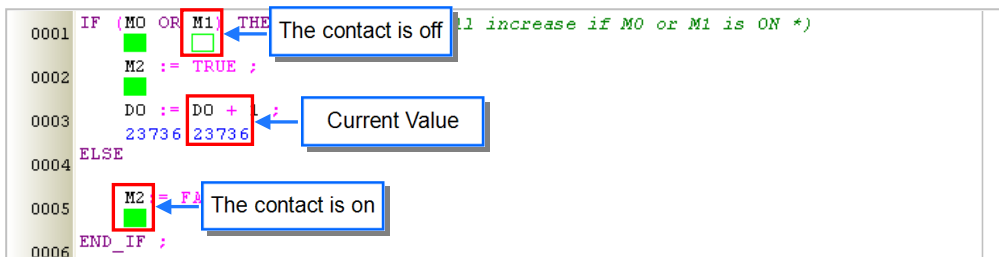 0001 IF (M0 OR M1) THE The contact is off ll increase if M0 or M1 is ON *)
0002 M2 := TRUE ;
0003 D0 := D0 + 1 ; Current Value
23736 23736
0004 ELSE
0005 M2:= FA The contact is on
0006 END_IF ;